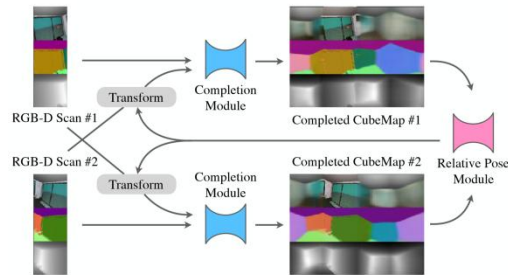 Completion
Module
Transform
RGB-D Scan #1
Completed CubeMap #1
RGB-D Scan #2
Completed CubeMap #2
Relative Pose
Module
Transform
Completion
Module